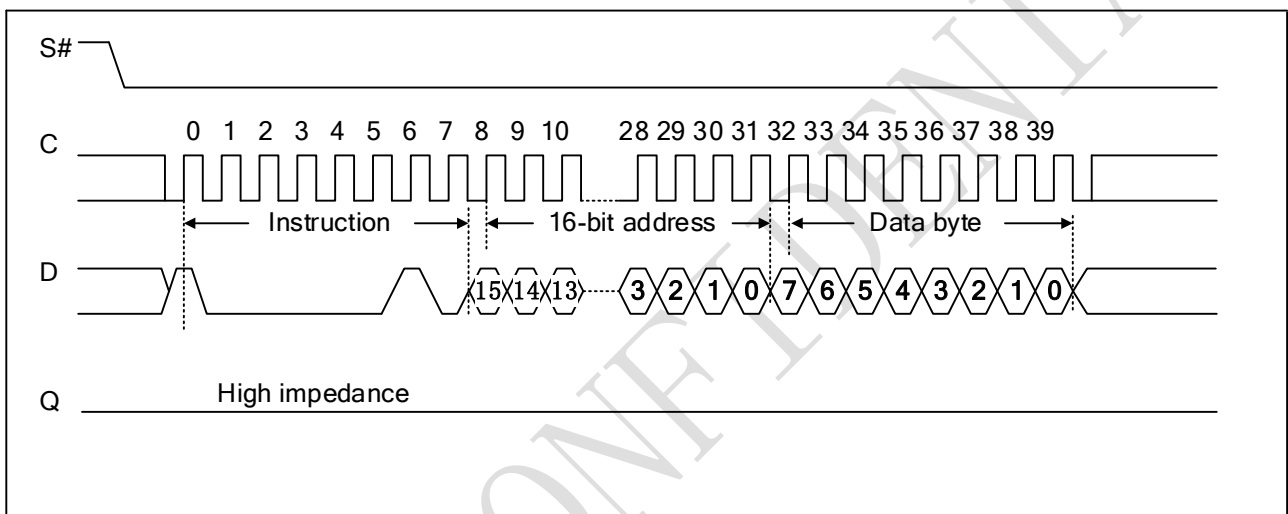 S#
0 1 2 3 4 5 6 7 8 9 10 28 29 30 31 32 33 34 35 36 37 38 39
C
Instruction 16-bit address Data byte
D
15 14 13 3 2 1 0 7 6 5 4 3 2 1 0
High impedance
Q
ONFIDENTIA